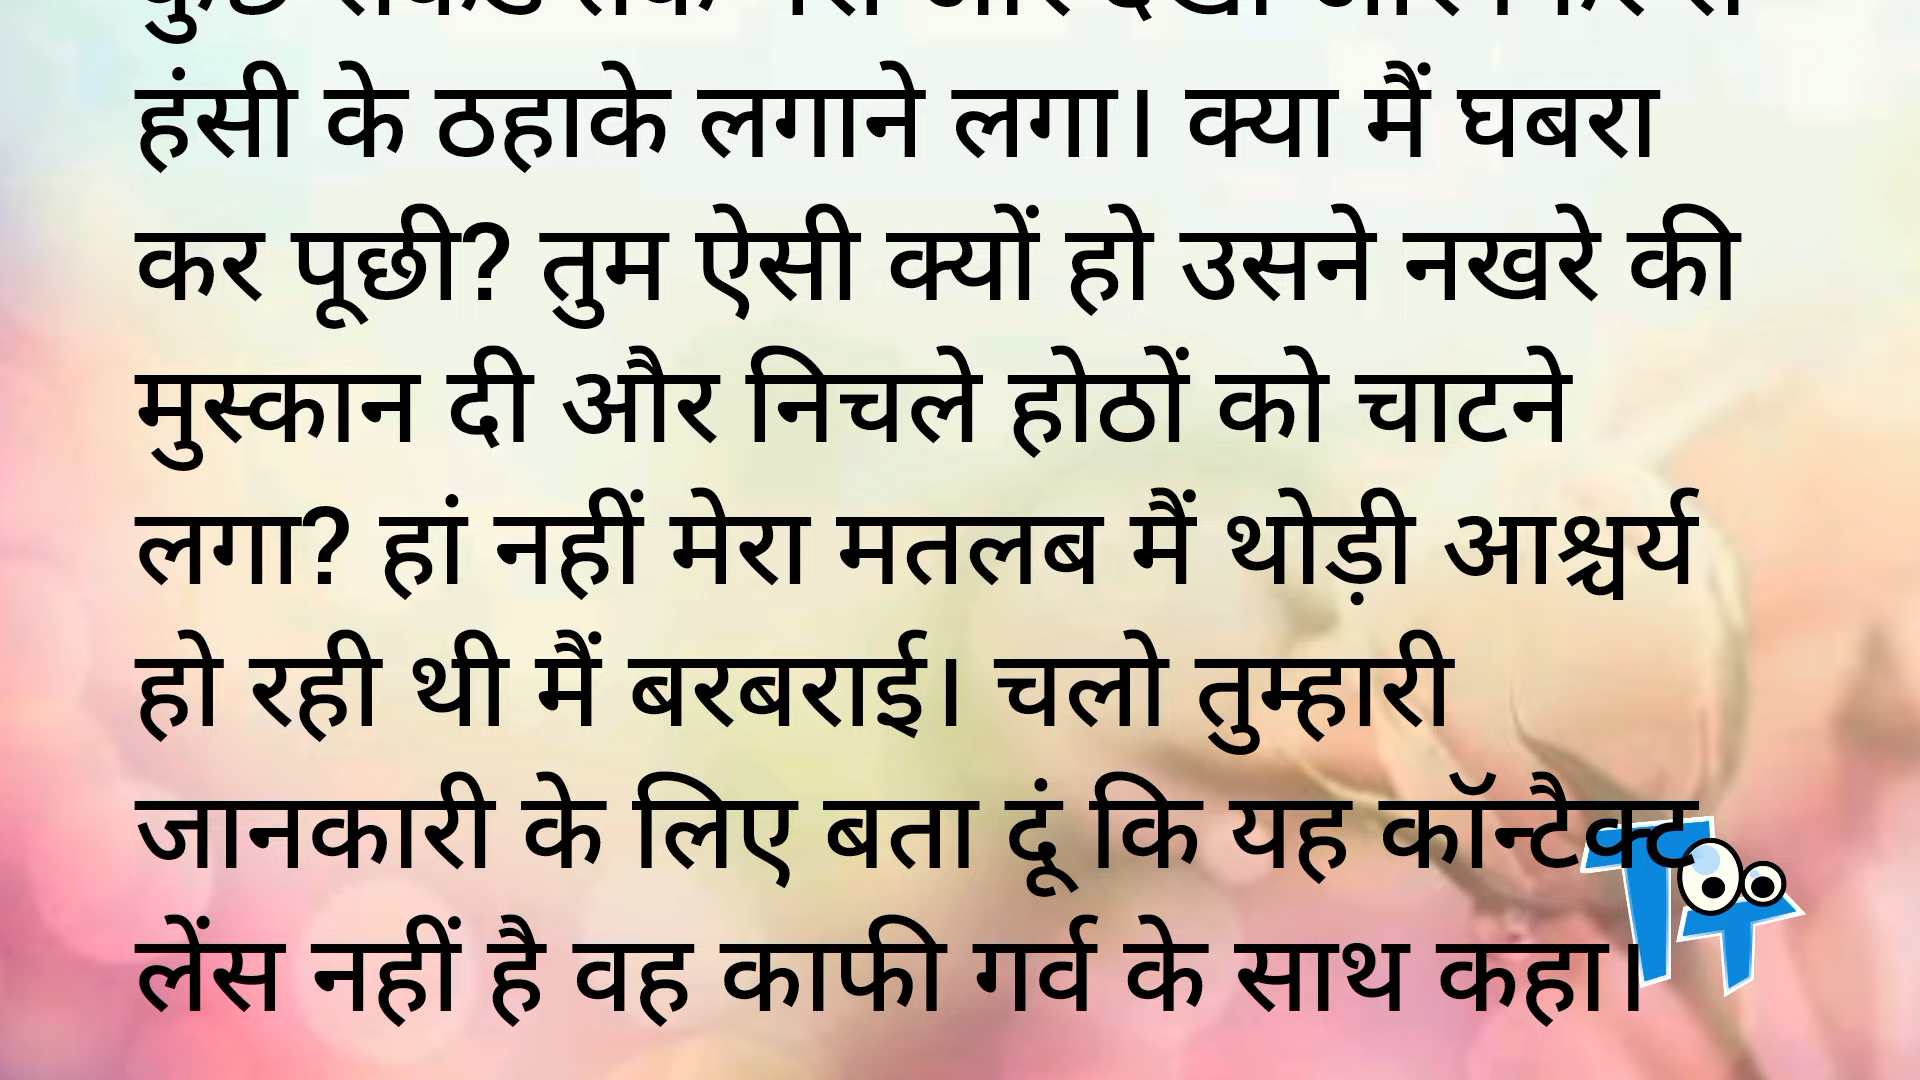 हंसी के ठहाके लगाने लगा। क्या मैं घबरा
कर पूछी? तुम ऐसी क्यों हो उसने नखरे की
मुस्कान दी और निचले होठों को चाटने
लगा? हां नहीं मेरा मतलब मैं थोड़ी आश्चर्य
हो रही थी मैं बरबराई। चलो तुम्हारी
जानकारी के लिए बता दूं कि यह कॉन्टैक्ट
लेंस नहीं है वह काफी गर्व के साथ कहा।